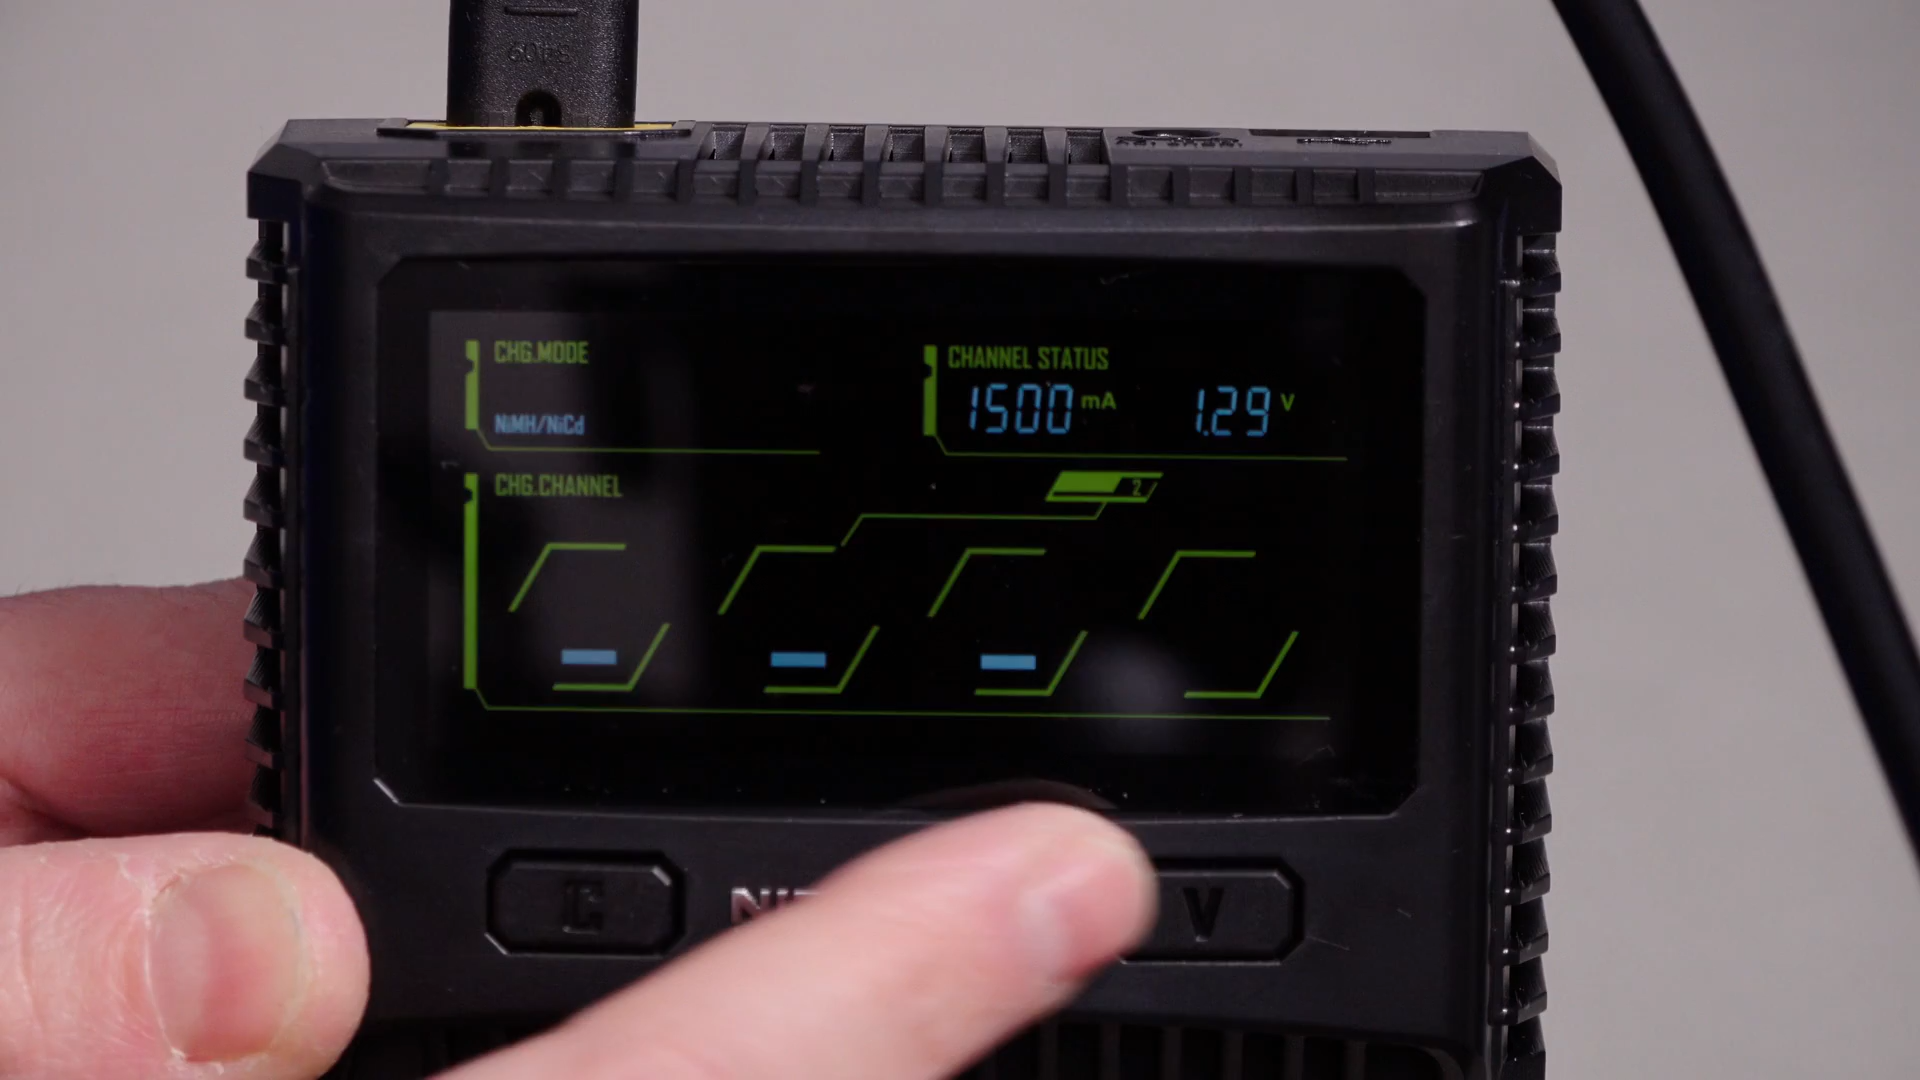 CHG.MODE
NiMH/NiCd
CHANNEL STATUS
1500 mA 1.29 V
CHG.CHANNEL
2
C
V